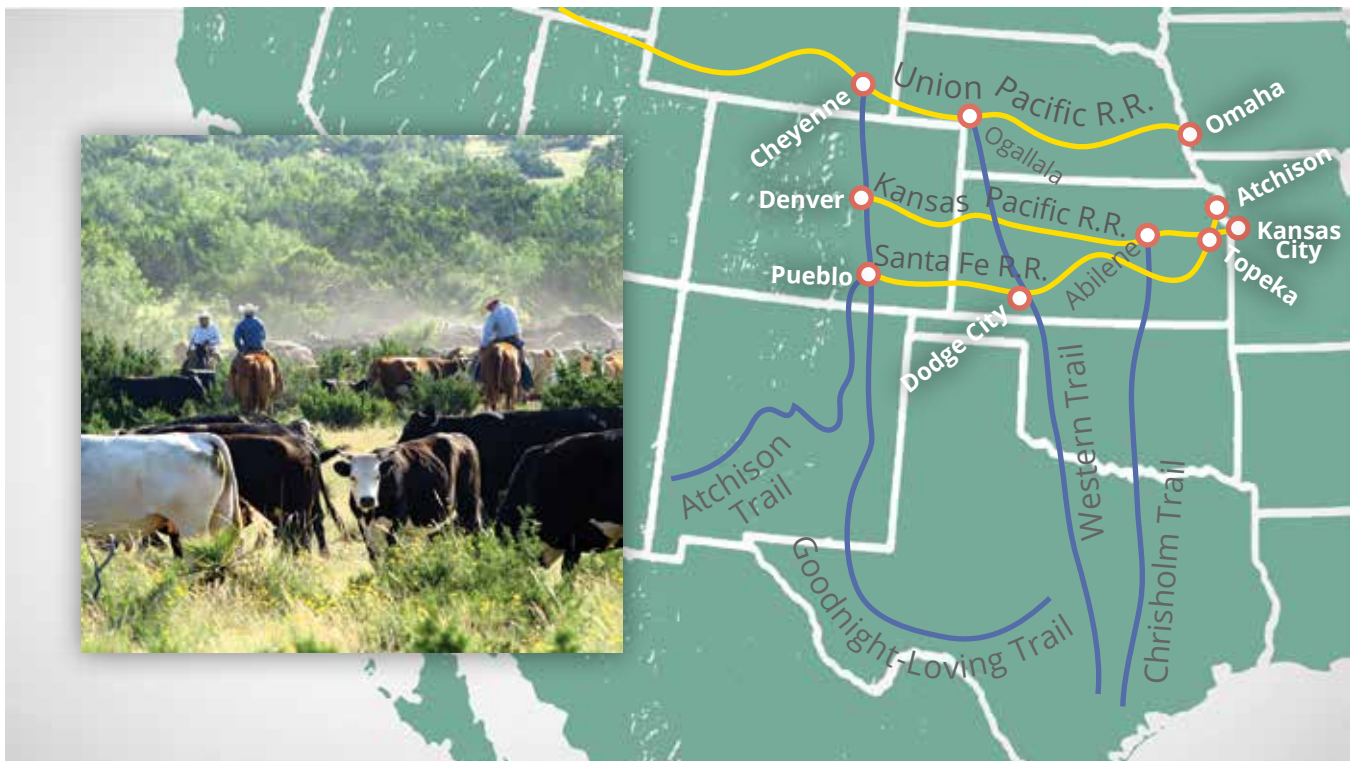 Union Pacific R.R.
Cheyenne
Omaha
Ogallala
Atchison
Denver
Kansas Pacific R.R.
Kansas
City
Abilene
Topeka
Santa Fe R.R.
Pueblo
Dodge City
Western Trail
Atchison
Trail
Chrisholm Trail
Goodnight-Loving Trail